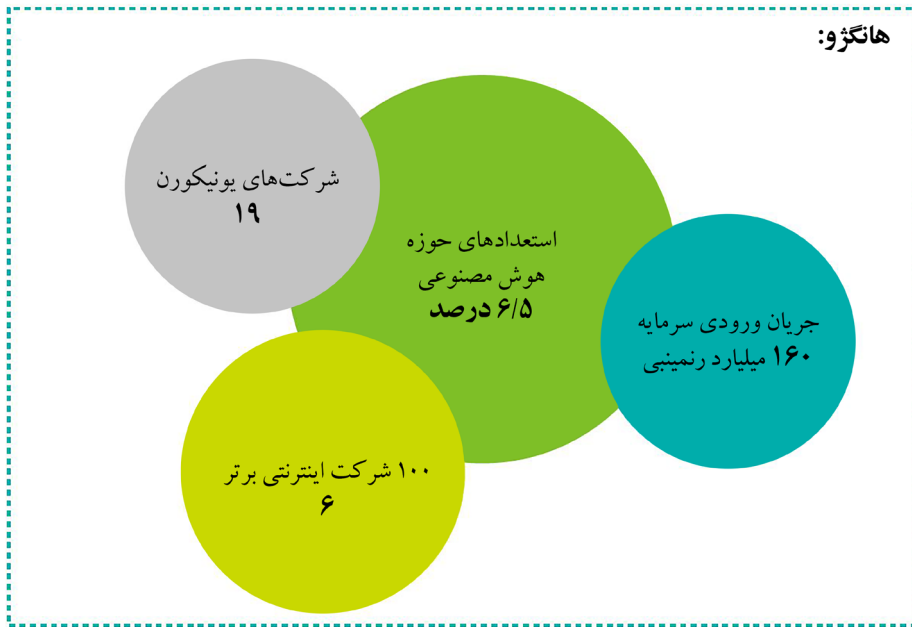 هانگژو:
شرکت‌های یونیکورن
۱۹
استعدادهای حوزه
هوش مصنوعی
۶/۵ درصد
جریان ورودی سرمایه
۱۶۰ میلیارد رنمینبی
۱۰۰ شرکت اینترنتی برتر
۶